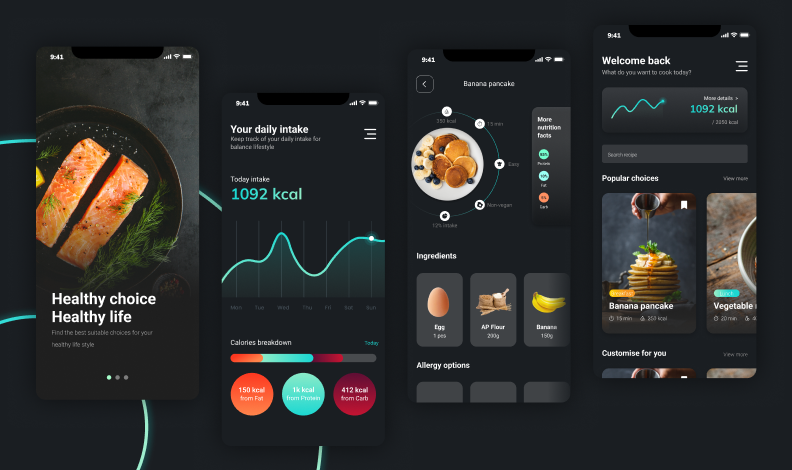 9:41
Healthy choice
Healthy life
Find the best suitable choices for your
healthy life style
9:41
Your daily intake
Keep track of your daily intake for
balance lifestyle
Today intake
1092 kcal
Mon Tue Wed Thu Fri Sat Sun
Calories breakdown
Today
150 kcal
from Fat
1k kcal
from Protein
412 kcal
from Carb
9:41
Banana pancake
350 kcal
15 min
Easy
Non-vegan
12% intake
More
nutrition
facts
Protein
Fat
Carb
Ingredients
Egg
1 pes
AP Flour
200g
Banana
150g
Allergy options
9:41
Welcome back
What do you want to cook today?
More details >
1092 kcal
/ 2050 kcal
Search recipe
Popular choices
View more
Banana pancake
15 min
350 kcal
Vegetable
20 min
Customise for you
View more